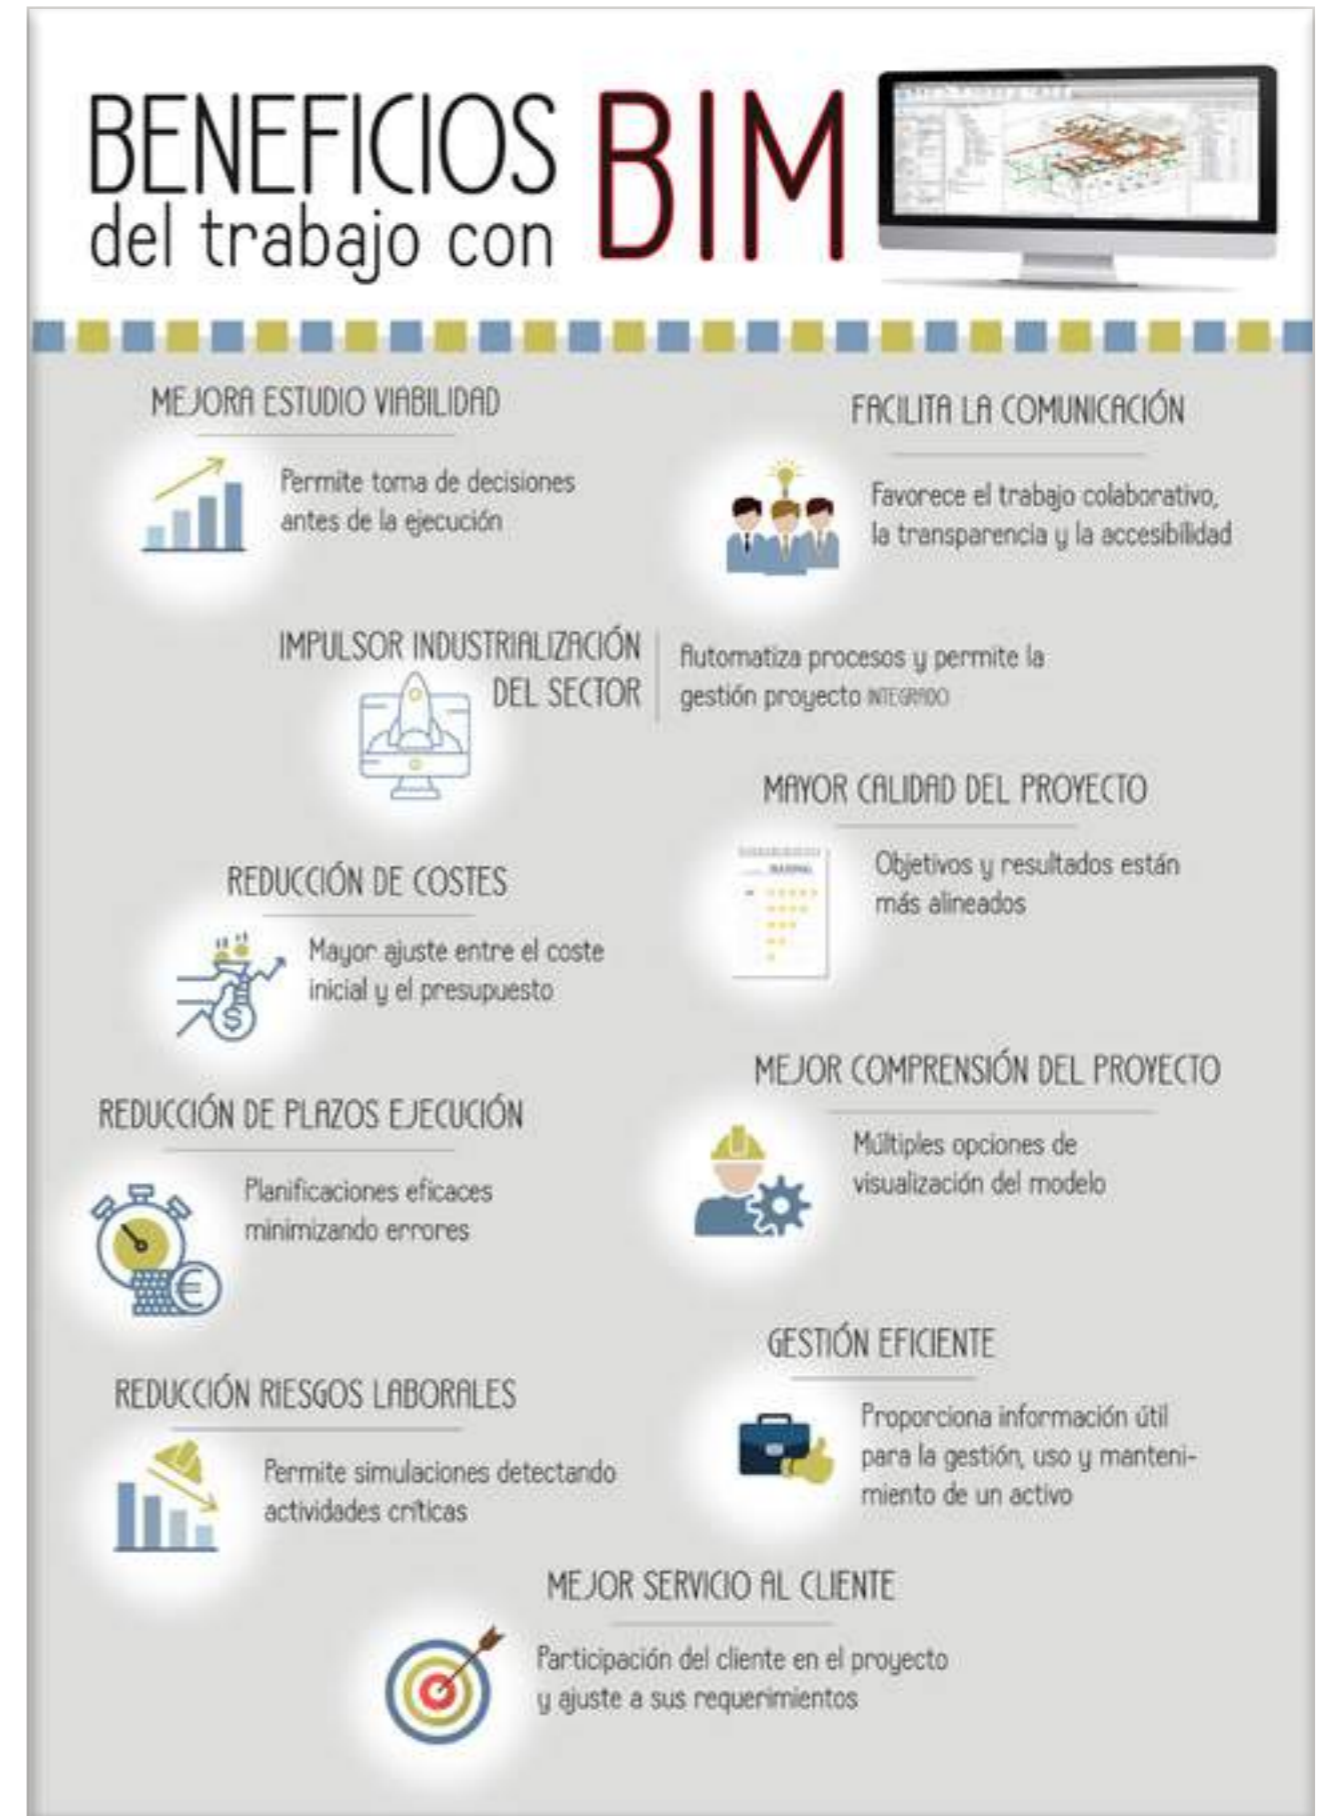 BENEFICIOS
del trabajo con
BIM
MEJORA ESTUDIO VIABILIDAD
Permite toma de decisiones
antes de la ejecución
FACILITA LA COMUNICACIÓN
Favorece el trabajo colaborativo,
la transparencia y la accesibilidad
IMPULSOR INDUSTRIALIZACIÓN
DEL SECTOR
Automatiza procesos y permite la
gestión proyecto INTEGRADO
MAYOR CALIDAD DEL PROYECTO
Objetivos y resultados están
más alineados
REDUCCIÓN DE COSTES
Mayor ajuste entre el coste
inicial y el presupuesto
MEJOR COMPRENSIÓN DEL PROYECTO
Múltiples opciones de
visualización del modelo
REDUCCIÓN DE PLAZOS EJECUCIÓN
Planificaciones eficaces
minimizando errores
GESTIÓN EFICIENTE
Proporciona información útil
para la gestión, uso y manteni-
miento de un activo
REDUCCIÓN RIESGOS LABORALES
Permite simulaciones detectando
actividades críticas
MEJOR SERVICIO AL CLIENTE
Participación del cliente en el proyecto
y ajuste a sus requerimientos